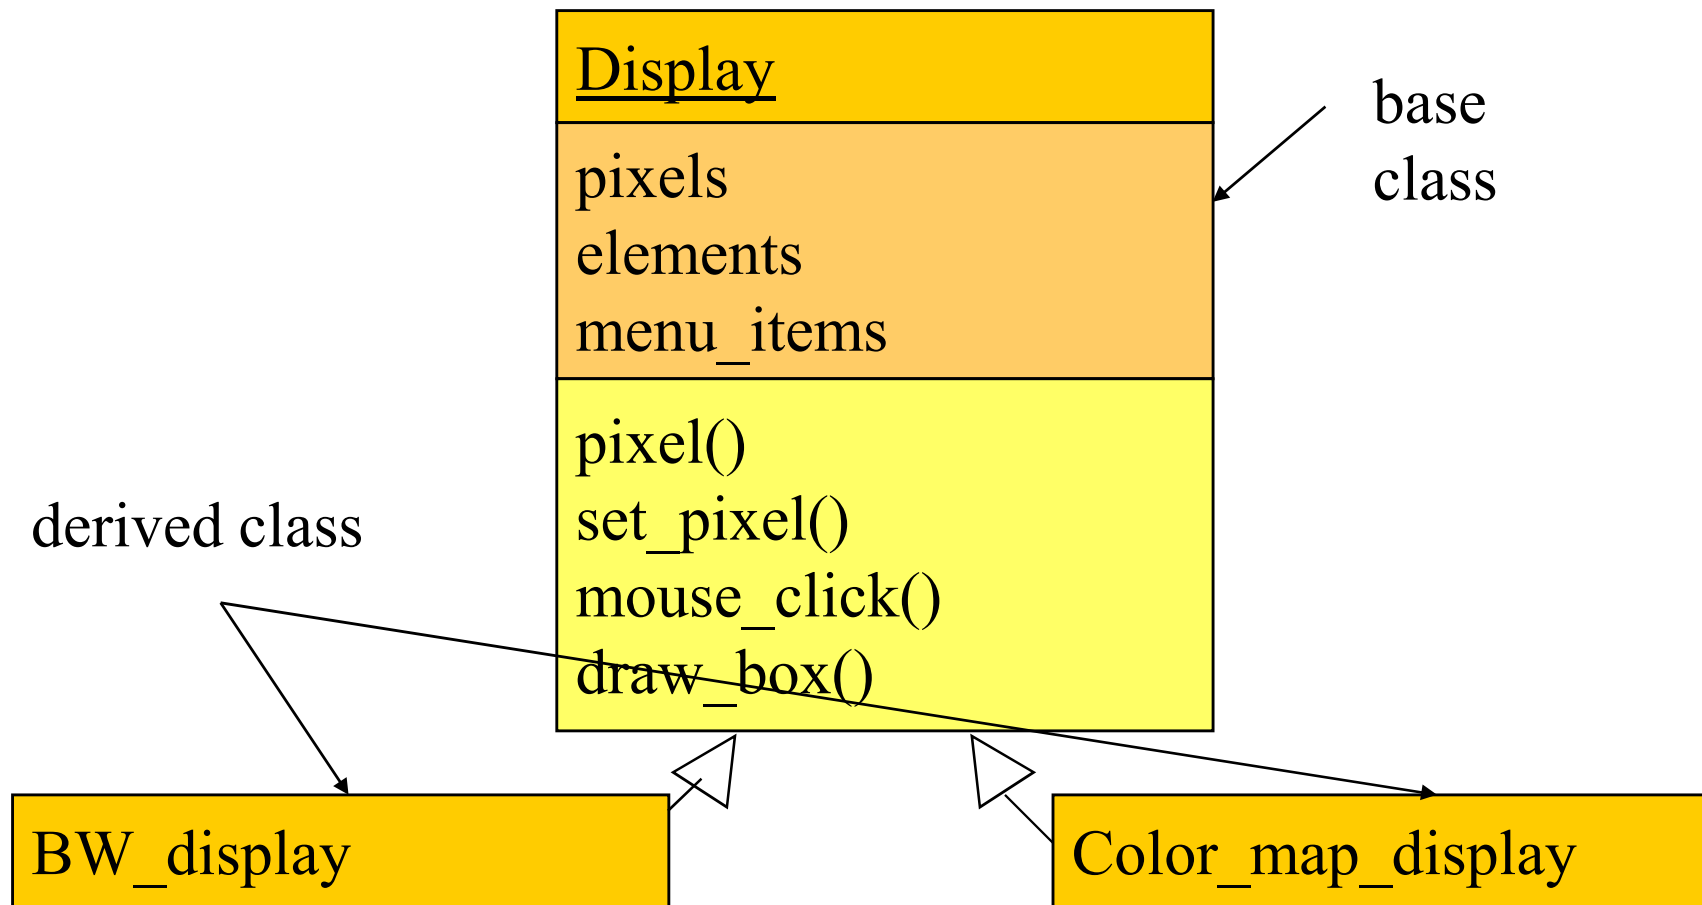 Display
base
class
pixels
elements
menu_items
pixel()
set_pixel()
mouse_click()
draw_box()
derived class
BW_display
Color_map_display